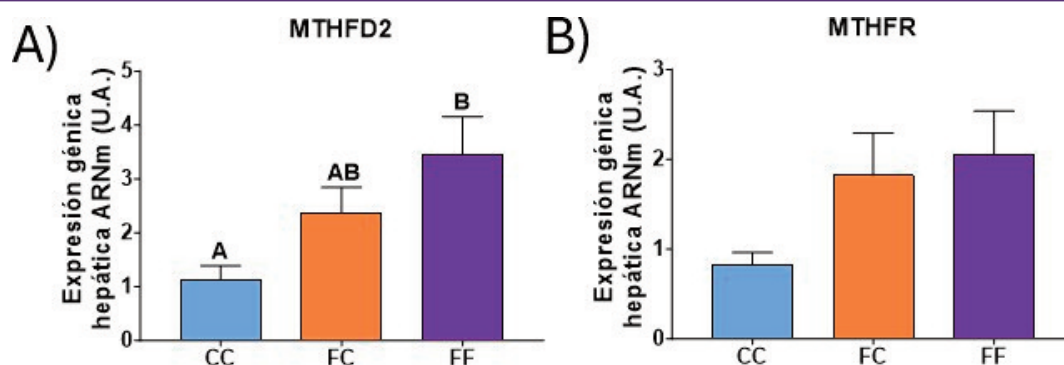 A)
MTHFD2
Expresión génica
hepática ARNm (U.A.)
5
4
3
2
1
0
A
AB
B
CC
FC
FF
B)
MTHFR
Expresión génica
hepática ARNm (U.A.)
3
2
1
0
CC
FC
FF